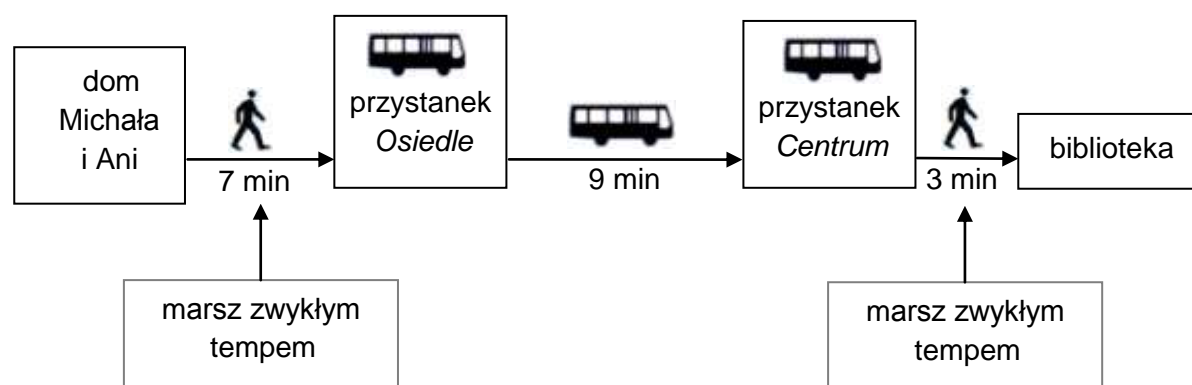 dom
Michała
i Ani
7 min
przystanek
Osiedle
9 min
przystanek
Centrum
3 min
biblioteka
marsz zwykłym
tempem
marsz zwykłym
tempem